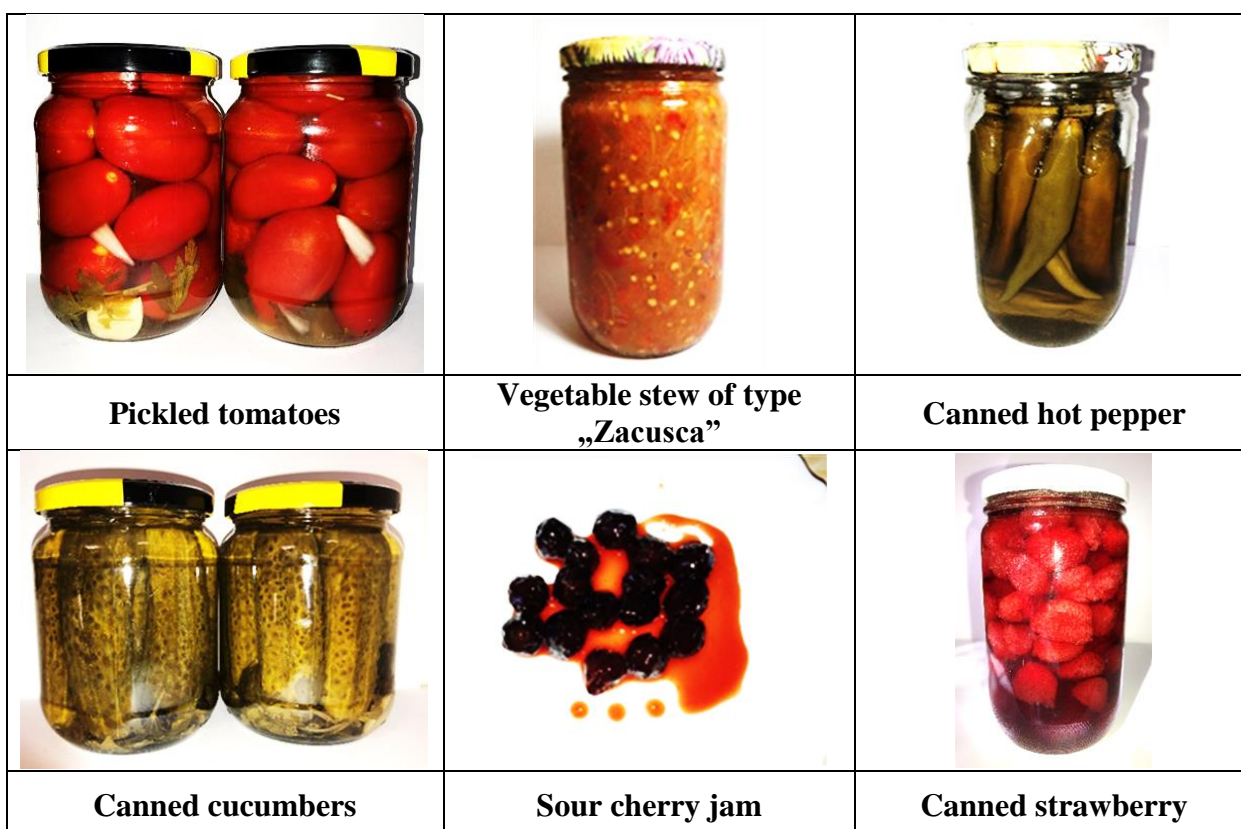 Pickled tomatoes
Vegetable stew of type
„Zacusca”
Canned hot pepper
Canned cucumbers
Sour cherry jam
Canned strawberry